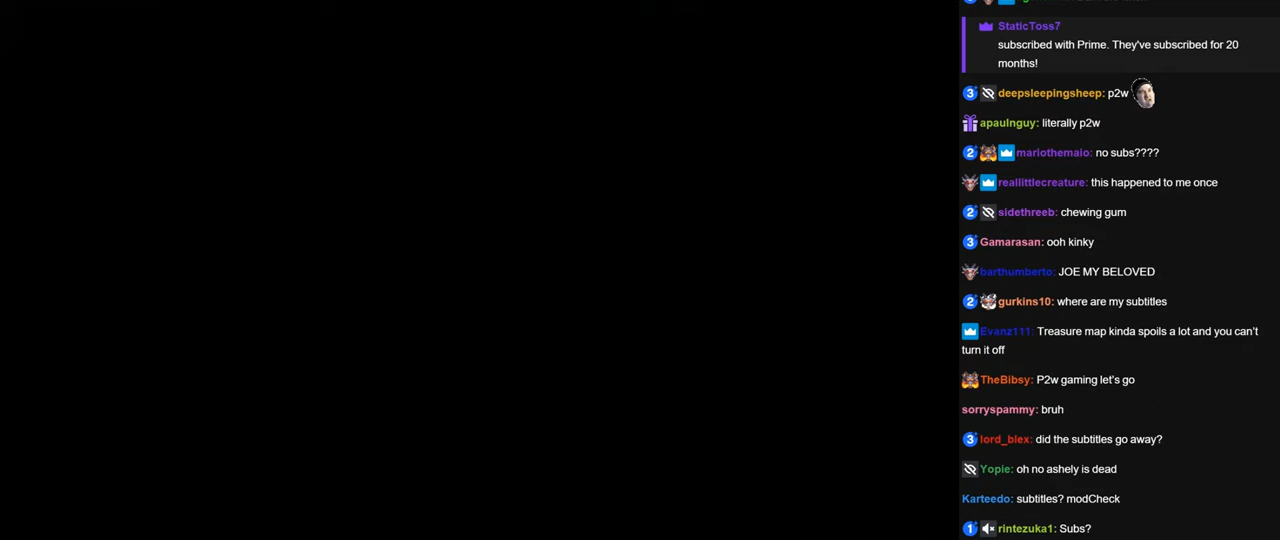 StaticToss7
subscribed with Prime. They've subscribed for 20
months!
deepsleepingsheep: p2w
apaulnguy: literally p2w
mariothemaio: no subs????
reallittlecreature: this happened to me once
sidethreeb: chewing gum
Gamarasan: ooh kinky
barthumberto: JOE MY BELOVED
gurkins10: where are my subtitles
Evanz111: Treasure map kinda spoils a lot and you can't
turn it off
TheBibsy: P2w gaming let's go
sorryspammy: bruh
lord_blex: did the subtitles go away?
Yopie: oh no ashely is dead
Karteedo: subtitles? modCheck
rintezuka1: Subs?